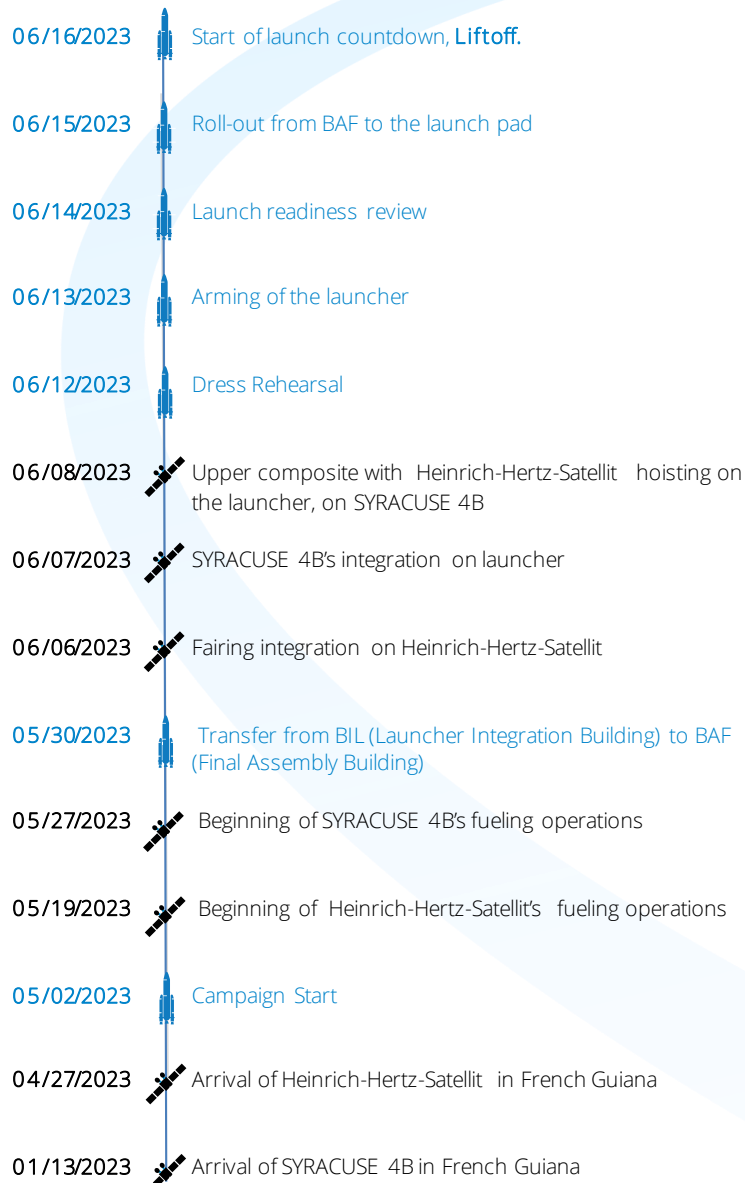 06/16/2023 Start of launch countdown, Liftoff.
06/15/2023 Roll-out from BAF to the launch pad
06/14/2023 Launch readiness review
06/13/2023 Arming of the launcher
06/12/2023 Dress Rehearsal
06/08/2023 Upper composite with Heinrich-Hertz-Satellit hoisting on
the launcher, on SYRACUSE 4B
06/07/2023 SYRACUSE 4B's integration on launcher
06/06/2023 Fairing integration on Heinrich-Hertz-Satellit
05/30/2023 Transfer from BIL (Launcher Integration Building) to BAF
(Final Assembly Building)
05/27/2023 Beginning of SYRACUSE 4B's fueling operations
05/19/2023 Beginning of Heinrich-Hertz-Satellit's fueling operations
05/02/2023 Campaign Start
04/27/2023 Arrival of Heinrich-Hertz-Satellit in French Guiana
01/13/2023 Arrival of SYRACUSE 4B in French Guiana